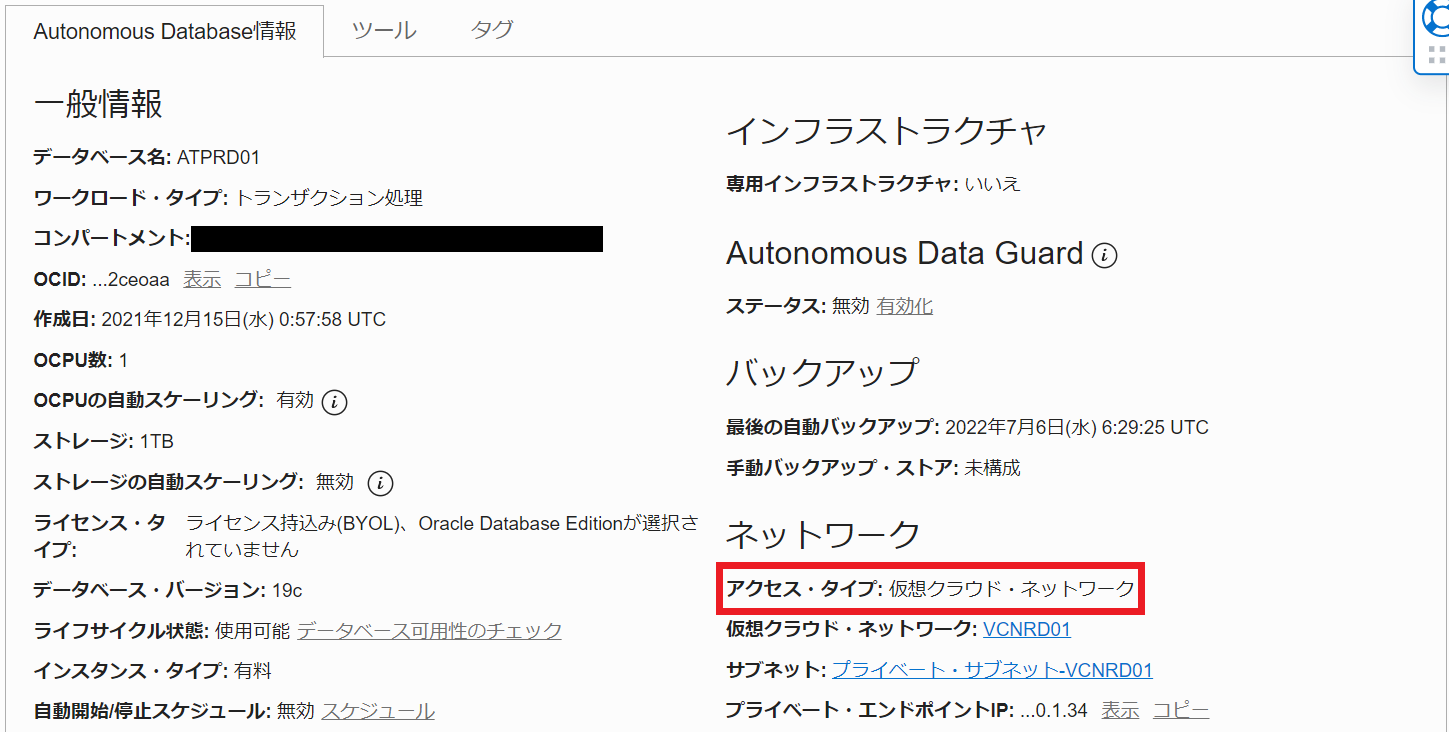 Autonomous Database情報
ツール
タグ
一般情報
データベース名: ATPRD01
ワークロード・タイプ: トランザクション処理
コンパートメント:
OCID: ...2ceoaa 表示 コピー
作成日: 2021年12月15日(水) 0:57:58 UTC
OCPU数: 1
OCPUの自動スケーリング: 有効
ストレージ: 1TB
ストレージの自動スケーリング: 無効
ライセンス・タ
イプ:
ライセンス持込み(BYOL)、Oracle Database Editionが選択さ
れていません
データベース・バージョン: 19c
ライフサイクル状態: 使用可能 データベース可用性のチェック
インスタンス・タイプ: 有料
自動開始/停止スケジュール: 無効 スケジュール
インフラストラクチャ
専用インフラストラクチャ: いいえ
Autonomous Data Guard
ステータス: 無効 有効化
バックアップ
最後の自動バックアップ: 2022年7月6日(水) 6:29:25 UTC
手動バックアップ・ストア: 未構成
ネットワーク
アクセス・タイプ: 仮想クラウド・ネットワーク
仮想クラウド・ネットワーク: VCNRD01
サブネット: プライベート・サブネット-VCNRD01
プライベート・エンドポイントIP: ...0.1.34 表示 コピー